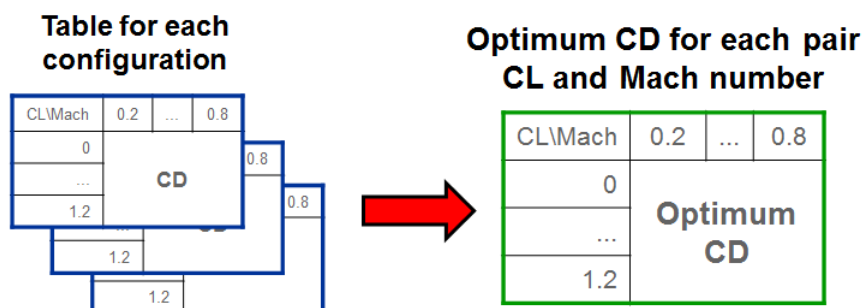 Table for each
configuration
CL\Mach 0.2 ... 0.8
0
...
CD
1.2
0.8
1.2
0.8
1.2
Optimum CD for each pair
CL and Mach number
CL\Mach 0.2 ... 0.8
0
...
Optimum
CD
1.2